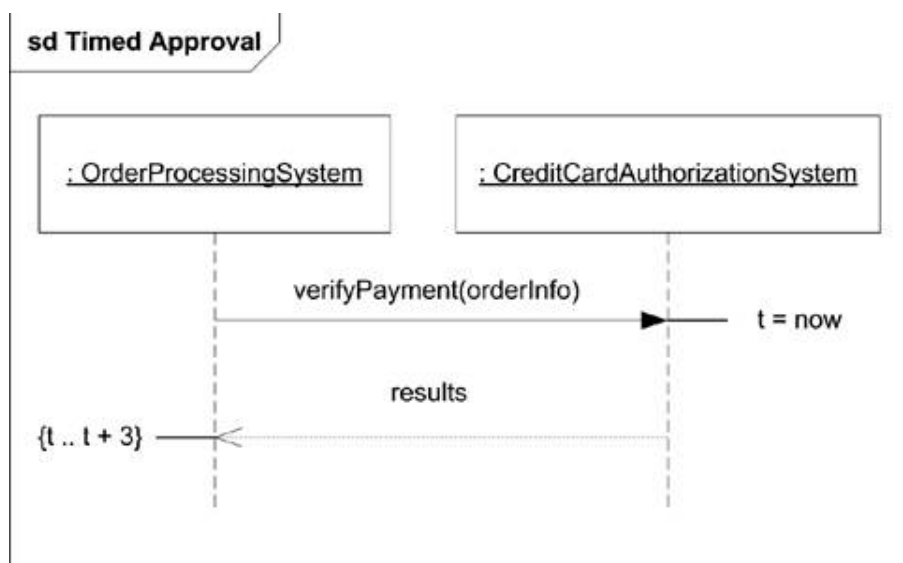 sd Timed Approval
: OrderProcessingSystem
: CreditCardAuthorizationSystem
verifyPayment(orderInfo)
t = now
results
{t .. t + 3}